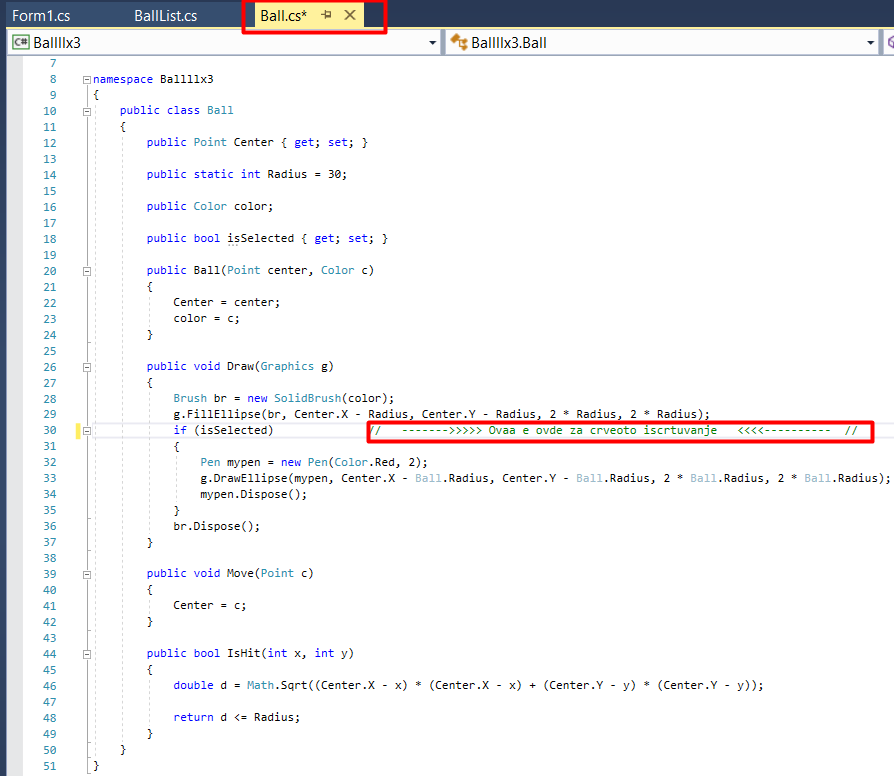 Form1.cs BallList.cs Ball.cs*
C# Ballllx3 Ballllx3.Ball
7
8 namespace Ballllx3
9 {
10 public class Ball
11 {
12 public Point Center { get; set; }
13
14 public static int Radius = 30;
15
16 public Color color;
17
18 public bool isSelected { get; set; }
19
20 public Ball(Point center, Color c)
21 {
22 Center = center;
23 color = c;
24 }
25
26 public void Draw(Graphics g)
27 {
28 Brush br = new SolidBrush(color);
29 g.FillEllipse(br, Center.X - Radius, Center.Y - Radius, 2 * Radius, 2 * Radius);
30 if (isSelected) // ------->>>>> Ovaa e ovde za crveoto iscrtuvanje <<<<---------- //
31 {
32 Pen mypen = new Pen(Color.Red, 2);
33 g.DrawEllipse(mypen, Center.X - Ball.Radius, Center.Y - Ball.Radius, 2 * Ball.Radius, 2 * Ball.Radius);
34 mypen.Dispose();
35 }
36 br.Dispose();
37 }
38
39 public void Move(Point c)
40 {
41 Center = c;
42 }
43
44 public bool IsHit(int x, int y)
45 {
46 double d = Math.Sqrt((Center.X - x) * (Center.X - x) + (Center.Y - y) * (Center.Y - y));
47
48 return d <= Radius;
49 }
50 }
51 }